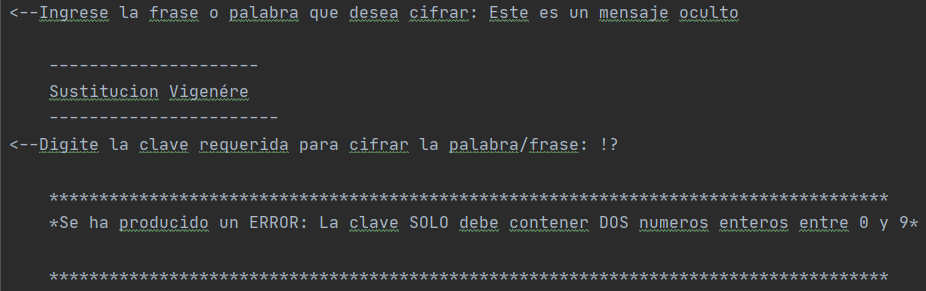 <--Ingrese la frase o palabra que desea cifrar: Este es un mensaje oculto
---------------------
Sustitucion Vigenére
-----------------------
<--Digite la clave requerida para cifrar la palabra/frase: !?
************************************************************************************
*Se ha producido un ERROR: La clave SOLO debe contener DOS numeros enteros entre 0 y 9*
************************************************************************************